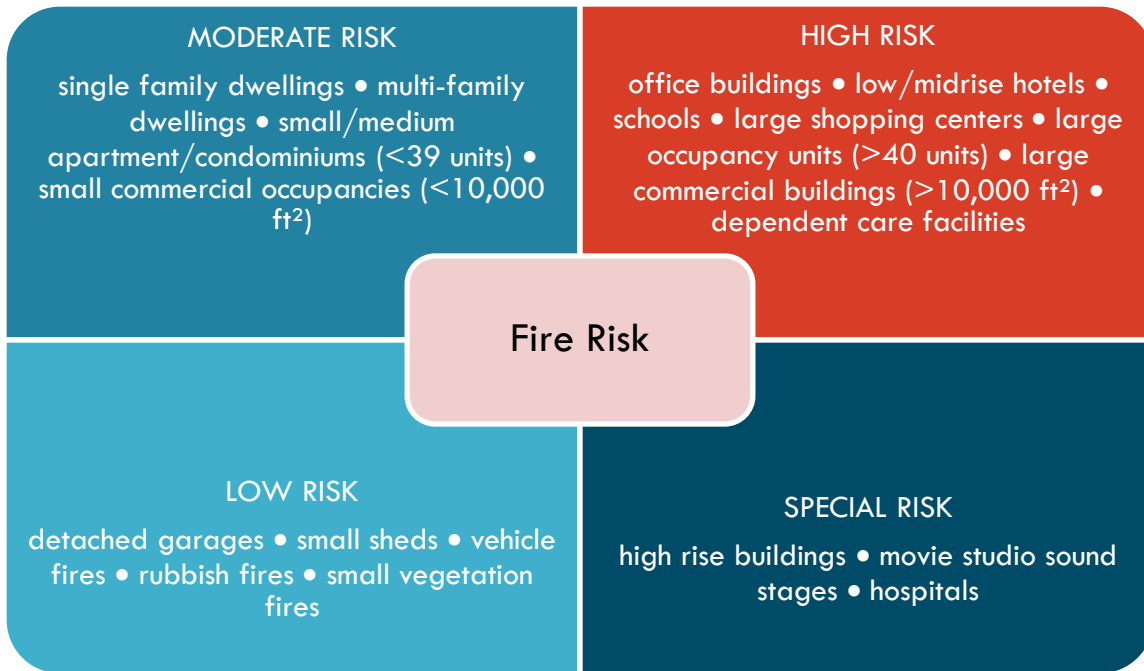 MODERATE RISK
single family dwellings • multi-family
dwellings • small/medium
apartment/condominiums (<39 units) •
small commercial occupancies (<10,000
ft²)
HIGH RISK
office buildings • low/midrise hotels •
schools • large shopping centers • large
occupancy units (>40 units) • large
commercial buildings (>10,000 ft²) •
dependent care facilities
Fire Risk
LOW RISK
detached garages • small sheds • vehicle
fires • rubbish fires • small vegetation
fires
SPECIAL RISK
high rise buildings • movie studio sound
stages • hospitals